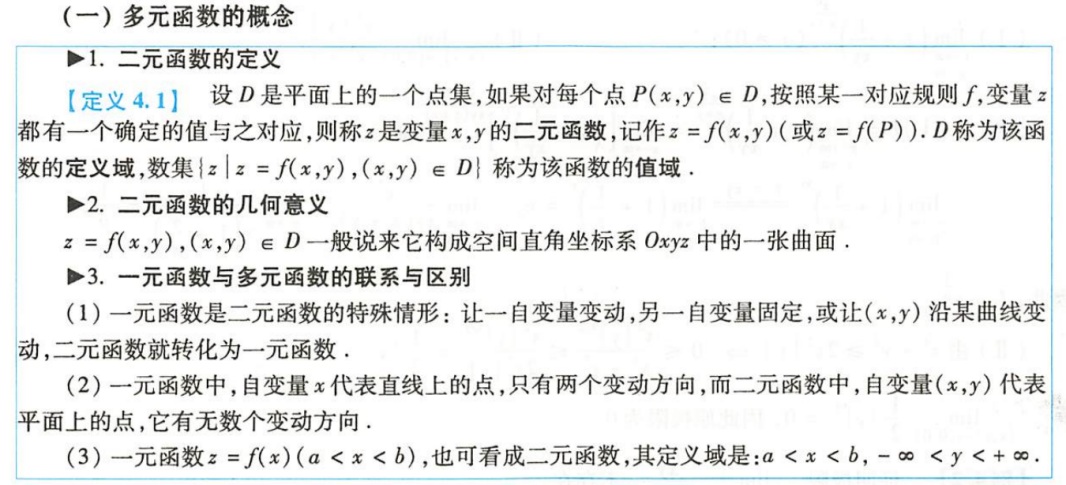 (一) 多元函数的概念
▶1. 二元函数的定义
【定义 4.1】 设 D 是平面上的一个点集,如果对每个点 P(x,y) ∈ D,按照某一对应规则 f,变量 z
都有一个确定的值与之对应,则称 z 是变量 x,y 的二元函数,记作 z = f(x,y) (或 z = f(P)). D 称为该函
数的定义域,数集{z | z = f(x,y),(x,y) ∈ D} 称为该函数的值域.
▶2. 二元函数的几何意义
z = f(x,y),(x,y) ∈ D 一般说来它构成空间直角坐标系 Oxyz 中的一张曲面.
▶3. 一元函数与多元函数的联系与区别
(1) 一元函数是二元函数的特殊情形: 让一自变量变动,另一自变量固定,或让(x,y) 沿某曲线变
动,二元函数就转化为一元函数.
(2) 一元函数中,自变量 x 代表直线上的点,只有两个变动方向,而二元函数中,自变量(x,y) 代表
平面上的点,它有无数个变动方向.
(3) 一元函数 z = f(x) (a < x < b),也可看成二元函数,其定义域是:a < x < b, - ∞ < y < + ∞.